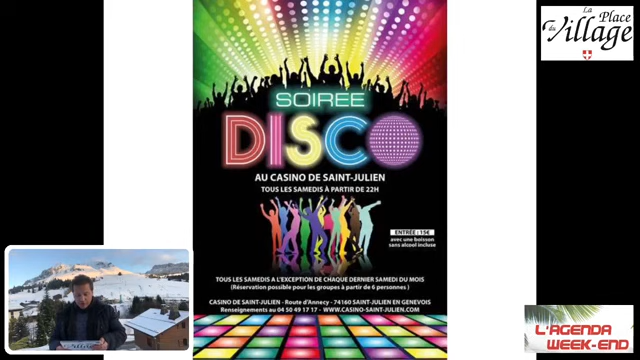 La Place
du Village
SOIREE
DISCO
AU CASINO DE SAINT-JULIEN
TOUS LES SAMEDIS À PARTIR DE 22H
ENTRÉE : 15€
avec une boisson
sans alcool incluse
TOUS LES SAMEDIS A L'EXCEPTION DE CHAQUE DERNIER SAMEDI DU MOIS
(Réservation possible pour les groupes à partir de 6 personnes)
CASINO DE SAINT-JULIEN - Route d'Annecy - 74160 SAINT-JULIEN EN GENEVOIS
Renseignements au 04 50 49 17 17 - WWW.CASINO-SAINT-JULIEN.COM
L'AGENDA
WEEK-END